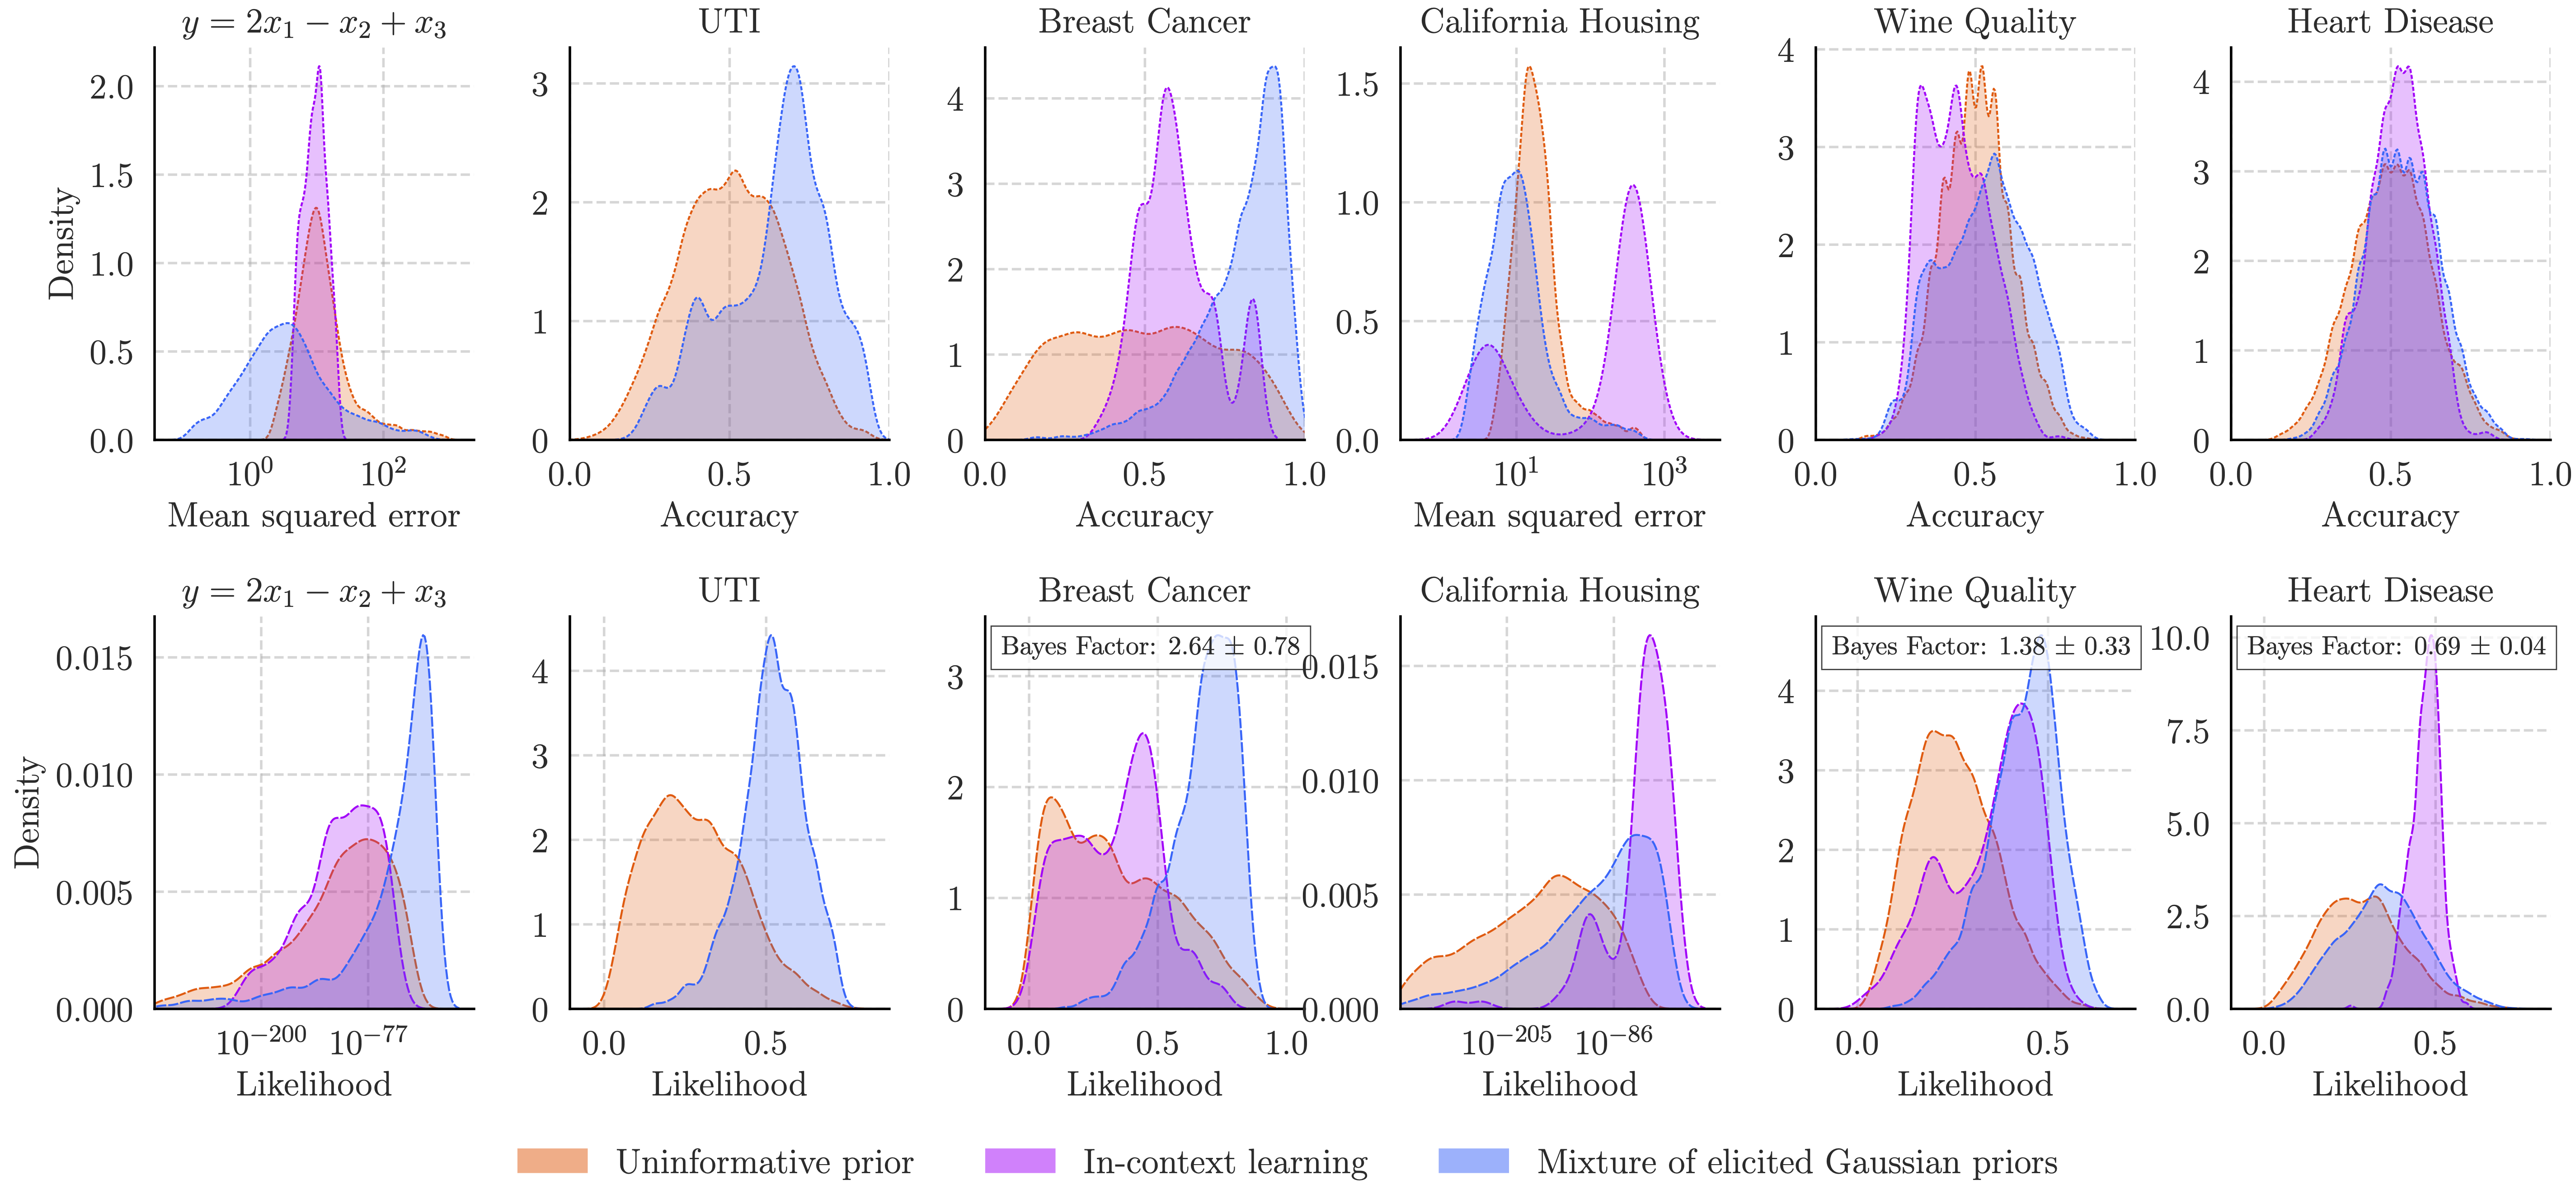 y = 2x₁ − x₂ + x₃
UTI
Breast Cancer
California Housing
Wine Quality
Heart Disease
Density
2.0
1.5
1.0
0.5
0.0
10⁰ 10²
Mean squared error
3
2
1
0
0.0 0.5 1.0
Accuracy
4
3
2
1
0
0.0 0.5 1.0
Accuracy
1.5
1.0
0.5
0.0
10¹ 10³
Mean squared error
4
3
2
1
0
0.0 0.5 1.0
Accuracy
4
3
2
1
0
0.0 0.5 1.0
Accuracy
y = 2x₁ − x₂ + x₃
UTI
Breast Cancer
California Housing
Wine Quality
Heart Disease
Density
0.015
0.010
0.005
0.000
10⁻²⁰⁰ 10⁻⁷⁷
Likelihood
4
3
2
1
0
0.0 0.5
Likelihood
Bayes Factor: 2.64 ± 0.78
3
2
1
0
0.0 0.5 1.0
Likelihood
0.015
0.010
0.005
0.000
10⁻²⁰⁵ 10⁻⁸⁶
Likelihood
Bayes Factor: 1.38 ± 0.33
4
3
2
1
0
0.0 0.5
Likelihood
Bayes Factor: 0.69 ± 0.04
10.0
7.5
5.0
2.5
0.0
0.0 0.5
Likelihood
Uninformative prior
In-context learning
Mixture of elicited Gaussian priors